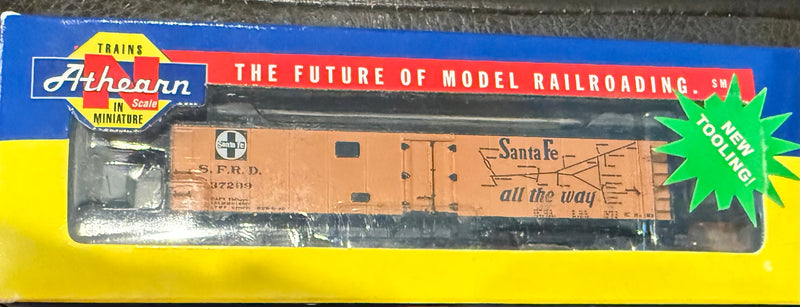 TRAINS
Athearn
N
Scale
IN
MINIATURE
THE FUTURE OF MODEL RAILROADING. SM
NEW
TOOLING!
Santa Fe
S.F.R.D.
37209
Santa Fe
all the way